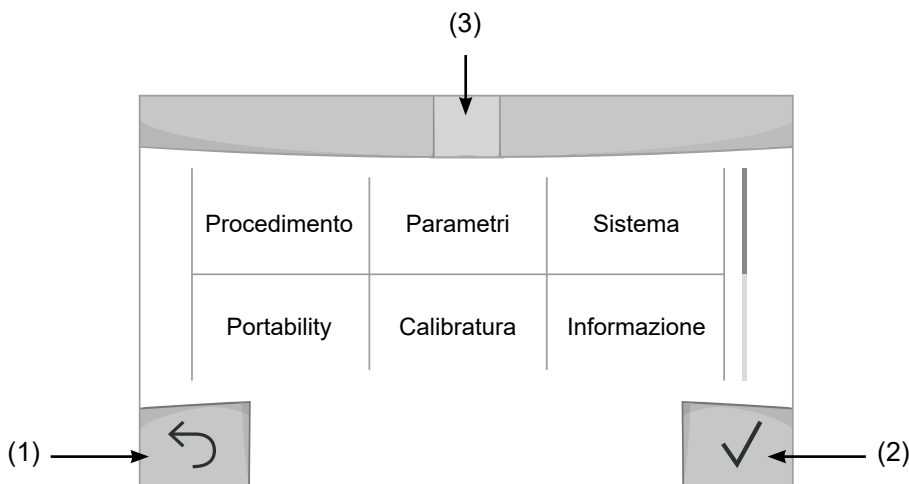 (3)
Procedimento Parametri Sistema
Portability Calibratura Informazione
(1) (2)